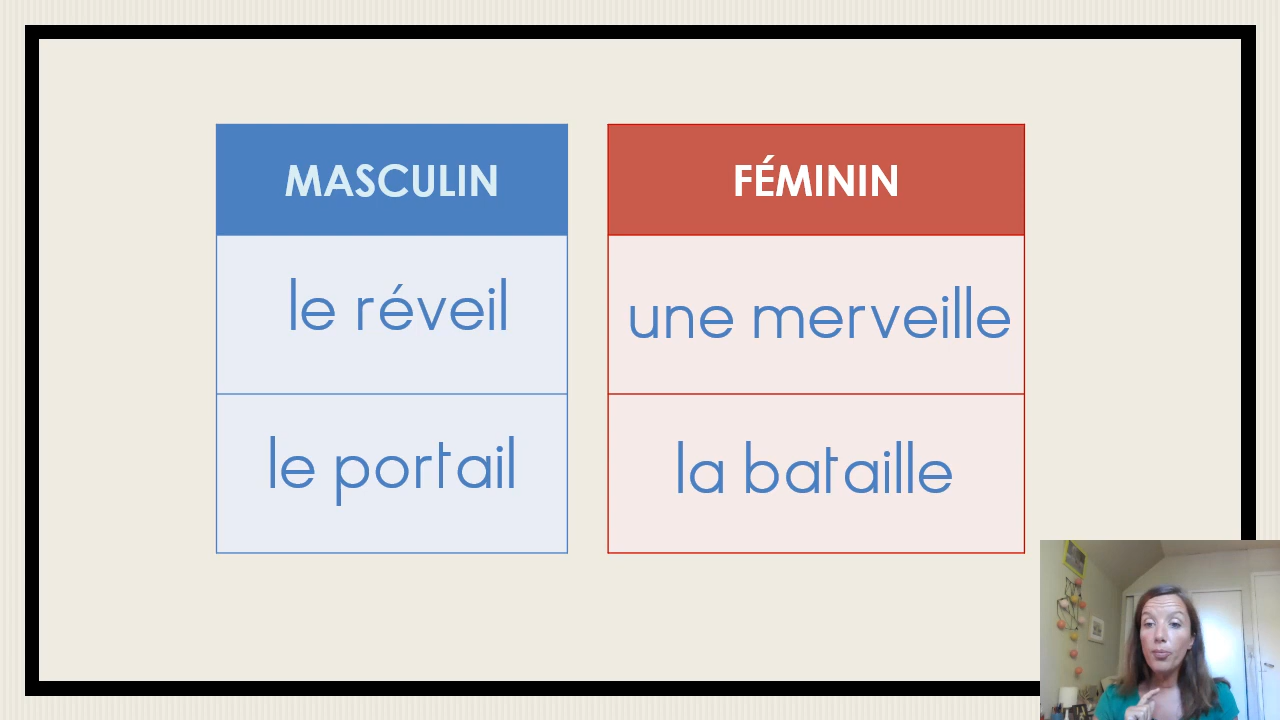 MASCULIN
FÉMININ
le réveil
une merveille
le portail
la bataille